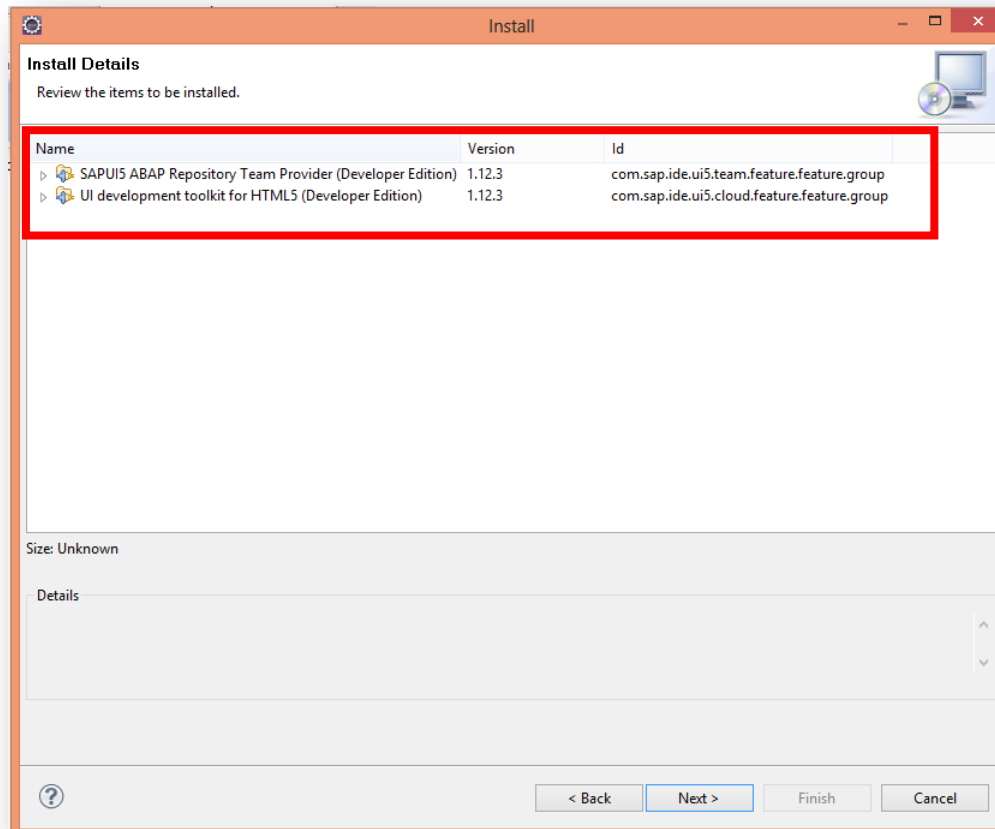 Install
Install Details
Review the items to be installed.
Name Version Id
SAPUI5 ABAP Repository Team Provider (Developer Edition) 1.12.3 com.sap.ide.ui5.team.feature.feature.group
UI development toolkit for HTML5 (Developer Edition) 1.12.3 com.sap.ide.ui5.cloud.feature.feature.group
Size: Unknown
Details
< Back Next > Finish Cancel